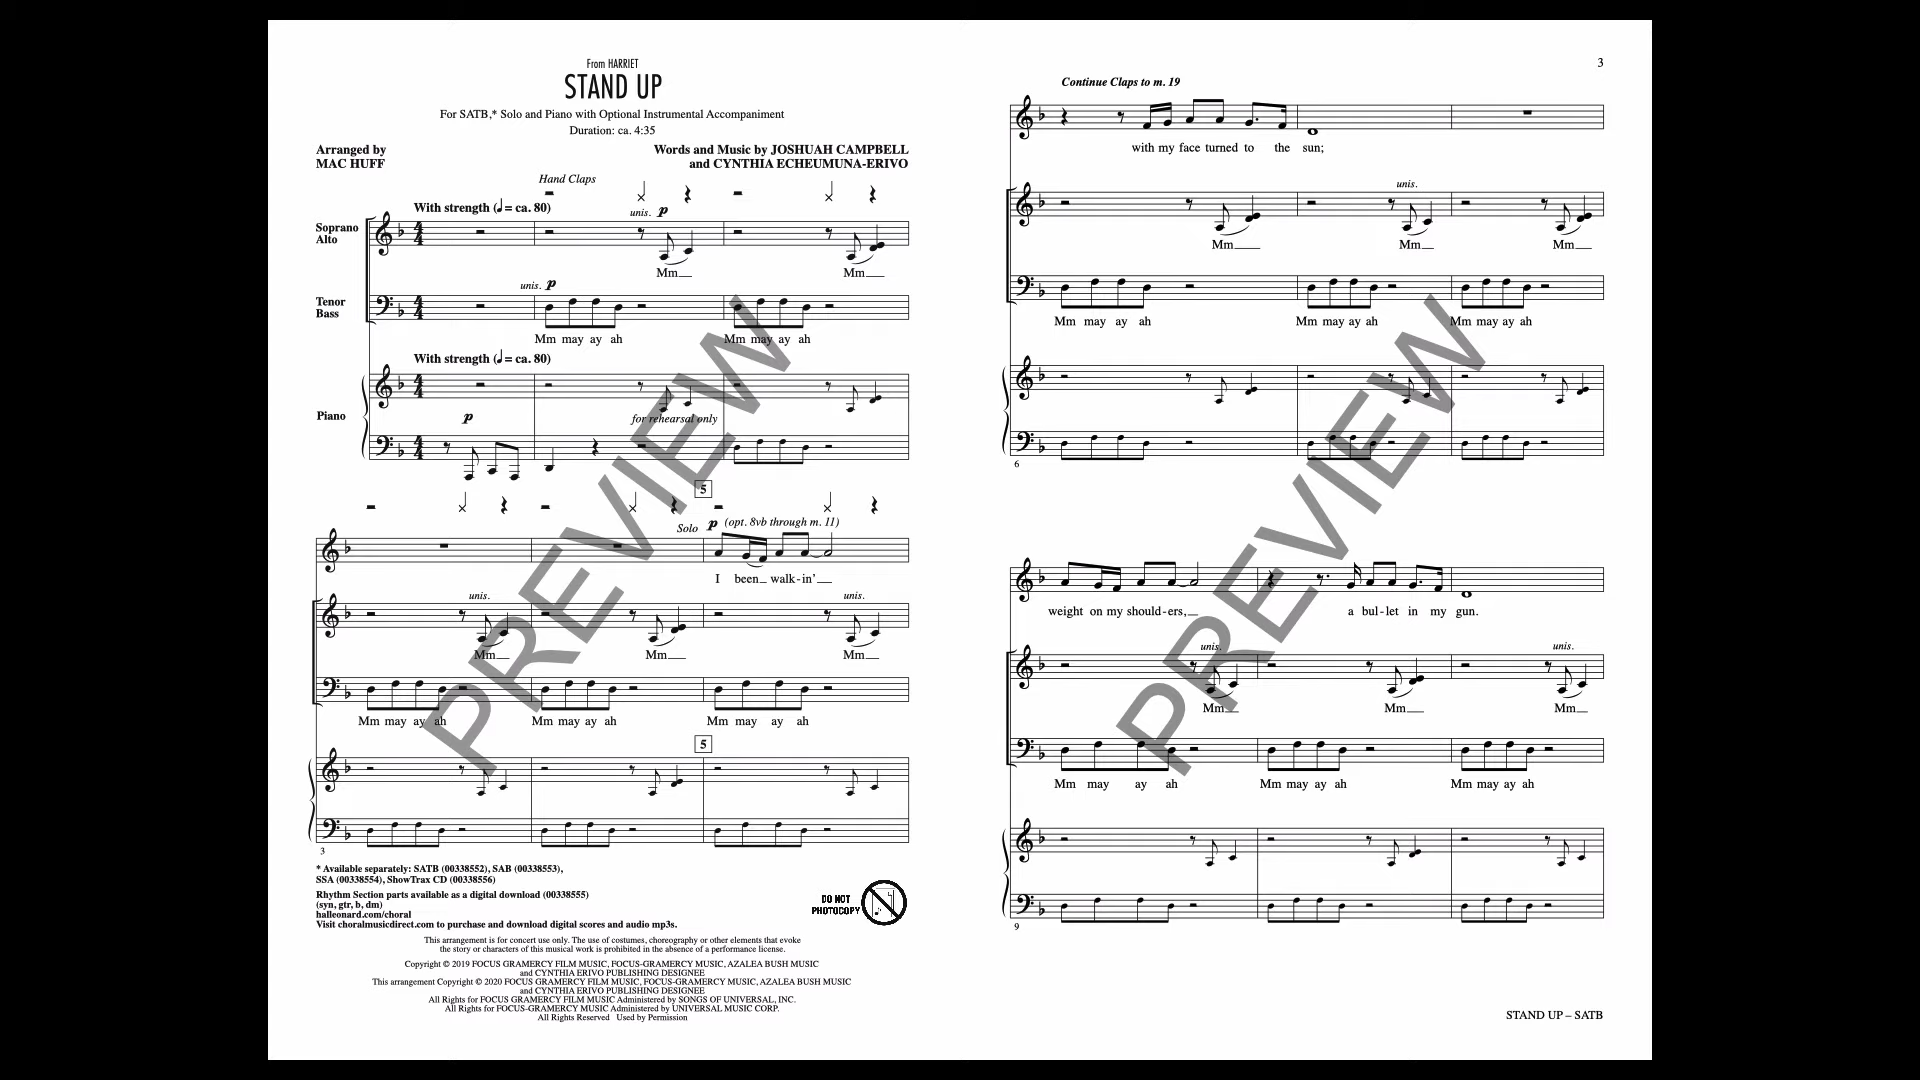 From HARRIET
STAND UP
For SATB,* Solo and Piano with Optional Instrumental Accompaniment
Duration: ca. 4:35
Arranged by
MAC HUFF
Words and Music by JOSHUAH CAMPBELL
and CYNTHIA ECHEUMUNA-ERIVO
Hand Claps
With strength (♩ = ca. 80)
unis. p
Soprano
Alto
Mm
Mm
unis. p
Tenor
Bass
Mm may ay ah
Mm may ay ah
With strength (♩ = ca. 80)
p
for rehearsal only
Piano
5
Solo p (opt. 8vb through m. 11)
I been walk-in'
unis.
unis.
Mm
Mm
Mm
Mm may ay ah
Mm may ay ah
Mm may ay ah
5
3
* Available separately: SATB (00338552), SAB (00338553),
SSA (00338554), ShowTrax CD (00338556)
Rhythm Section parts available as a digital download (00338555)
(syn, gtr, b, dm)
halleonard.com/choral
Visit choralmusicdirect.com to purchase and download digital scores and audio mp3s.
DO NOT
PHOTOCOPY
This arrangement is for concert use only. The use of costumes, choreography or other elements that evoke
the story or characters of this musical work is prohibited in the absence of a performance license.
Copyright © 2019 FOCUS GRAMERCY FILM MUSIC, FOCUS-GRAMERCY MUSIC, AZALEA BUSH MUSIC
and CYNTHIA ERIVO PUBLISHING DESIGNEE
This arrangement Copyright © 2020 FOCUS GRAMERCY FILM MUSIC, FOCUS-GRAMERCY MUSIC, AZALEA BUSH MUSIC
and CYNTHIA ERIVO PUBLISHING DESIGNEE
All Rights for FOCUS GRAMERCY FILM MUSIC Administered by SONGS OF UNIVERSAL, INC.
All Rights for FOCUS-GRAMERCY MUSIC Administered by UNIVERSAL MUSIC CORP.
All Rights Reserved Used by Permission
PREVIEW
3
Continue Claps to m. 19
with my face turned to the sun;
unis.
Mm
Mm
Mm
Mm may ay ah
Mm may ay ah
Mm may ay ah
6
weight on my should-ers,
a bul-let in my gun.
unis.
unis.
Mm
Mm
Mm
Mm may ay ah
Mm may ay ah
Mm may ay ah
9
STAND UP – SATB
PREVIEW